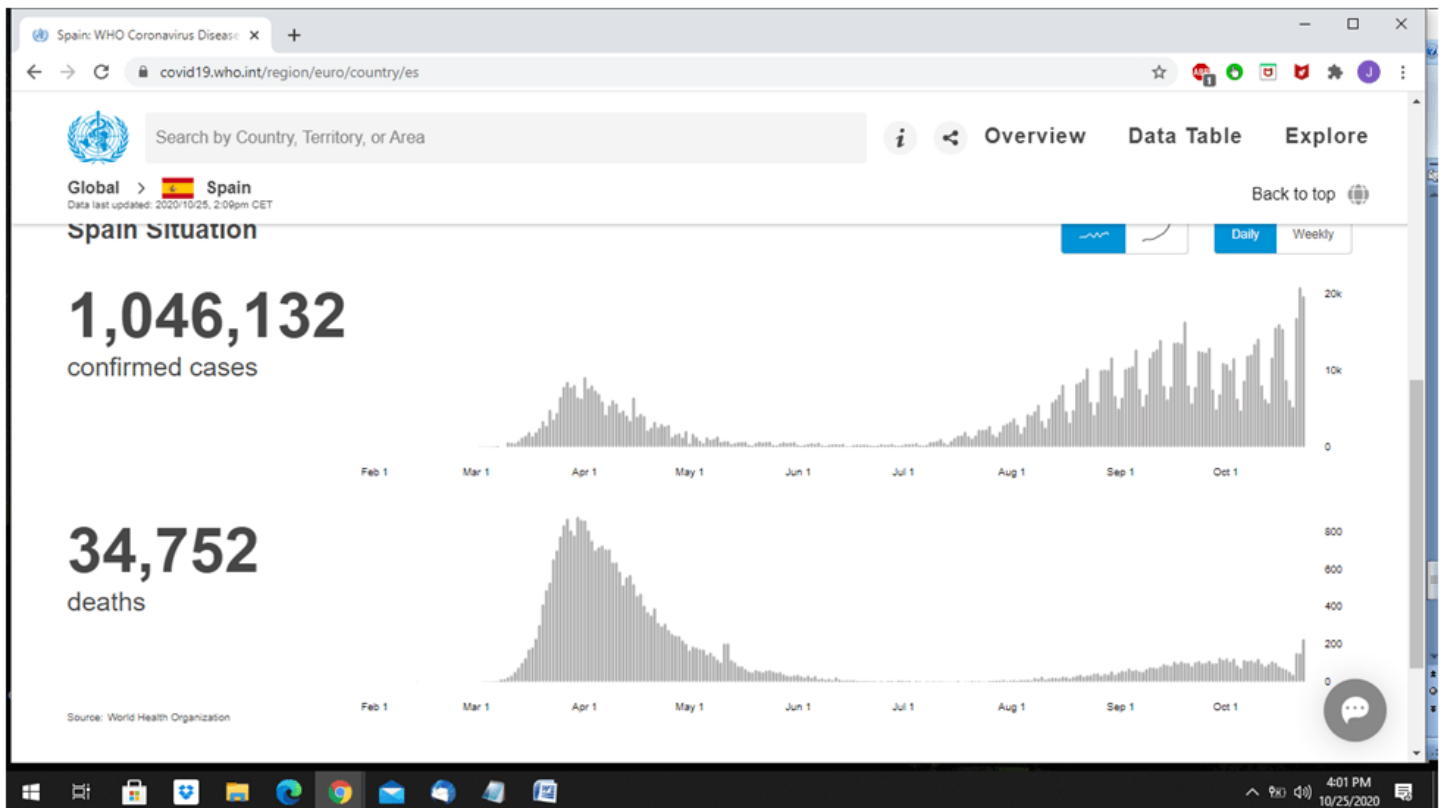 Spain: WHO Coronavirus Disease
covid19.who.int/region/euro/country/es
ABP
1
J
Search by Country, Territory, or Area
i
Overview
Data Table
Explore
Global > Spain
Data last updated: 2020/10/25, 2:09pm CET
Back to top
Spain Situation
Daily
Weekly
1,046,132
confirmed cases
20k
10k
0
Feb 1
Mar 1
Apr 1
May 1
Jun 1
Jul 1
Aug 1
Sep 1
Oct 1
34,752
deaths
800
600
400
200
0
Feb 1
Mar 1
Apr 1
May 1
Jun 1
Jul 1
Aug 1
Sep 1
Oct 1
Source: World Health Organization
4:01 PM
10/25/2020